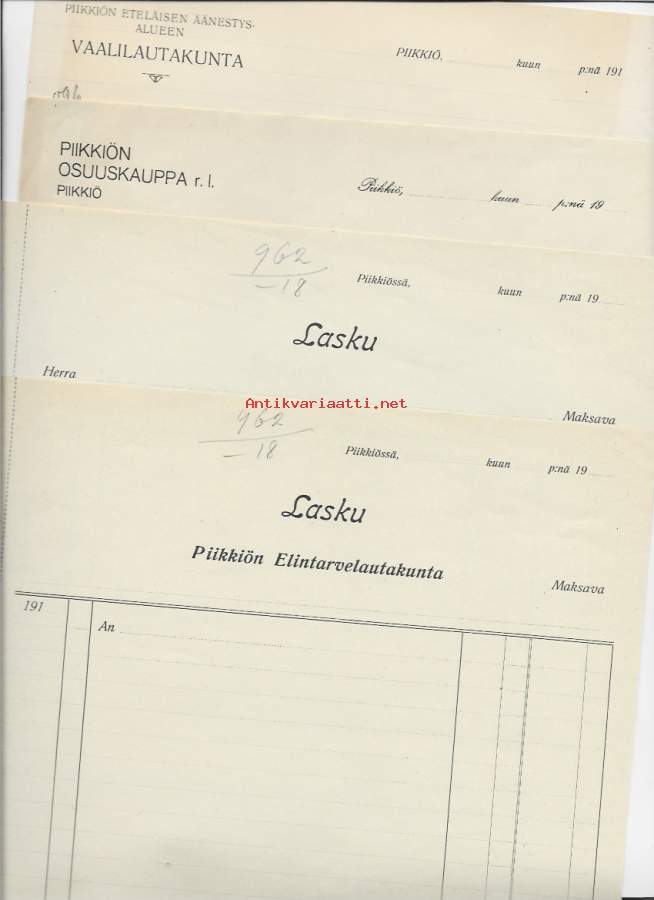 PIIKKIÖN ETELÄISEN ÄÄNESTYS-
ALUEEN
VAALILAUTAKUNTA
PIIKKIÖ, kuun p:nä 191
PIIKKIÖN
OSUUSKAUPPA r. l.
PIIKKIÖ
Piikkiö, kuun p:nä 19
962
—18
Piikkiössä, kuun p:nä 19
Lasku
Herra
Maksava
Antikvariaatti.net
962
—18
Piikkiössä, kuun p:nä 19
Lasku
Piikkiön Elintarvelautakunta
Maksava
191
An